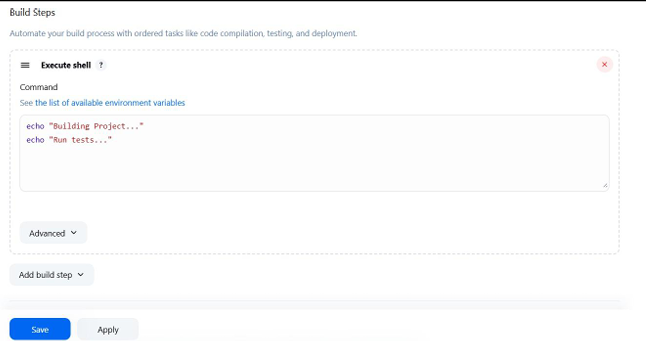 Build Steps
Automate your build process with ordered tasks like code compilation, testing, and deployment.
Execute shell ?
Command
See the list of available environment variables
echo "Building Project..."
echo "Run tests..."
Advanced
Add build step
Save Apply